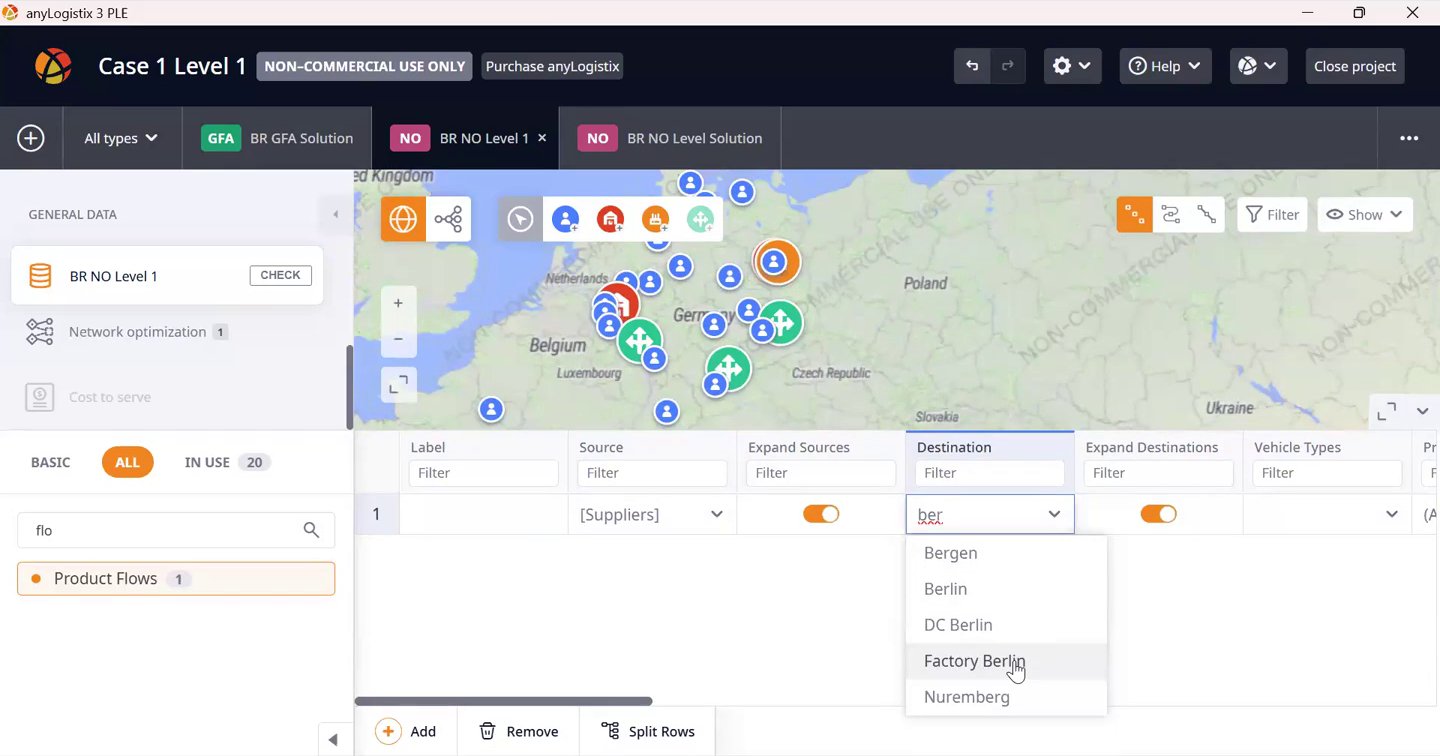 anyLogistix 3 PLE
Case 1 Level 1
NON-COMMERCIAL USE ONLY
Purchase anyLogistix
Help
Close project
All types
GFA BR GFA Solution
NO BR NO Level 1
NO BR NO Level Solution
GENERAL DATA
BR NO Level 1
CHECK
Network optimization 1
Cost to serve
ed Kingdom
Filter
Show
Netherlands
Poland
Belgium
Luxembourg
Czech Republic
Slovakia
Ukraine
NON-COMMERCIAL USE ONLY
BASIC ALL IN USE 20
flo
Product Flows 1
Label Source Expand Sources Destination Expand Destinations Vehicle Types Pr
Filter Filter Filter Filter Filter Filter F
1 [Suppliers] ber (A
Bergen
Berlin
DC Berlin
Factory Berlin
Nuremberg
+ Add Remove Split Rows